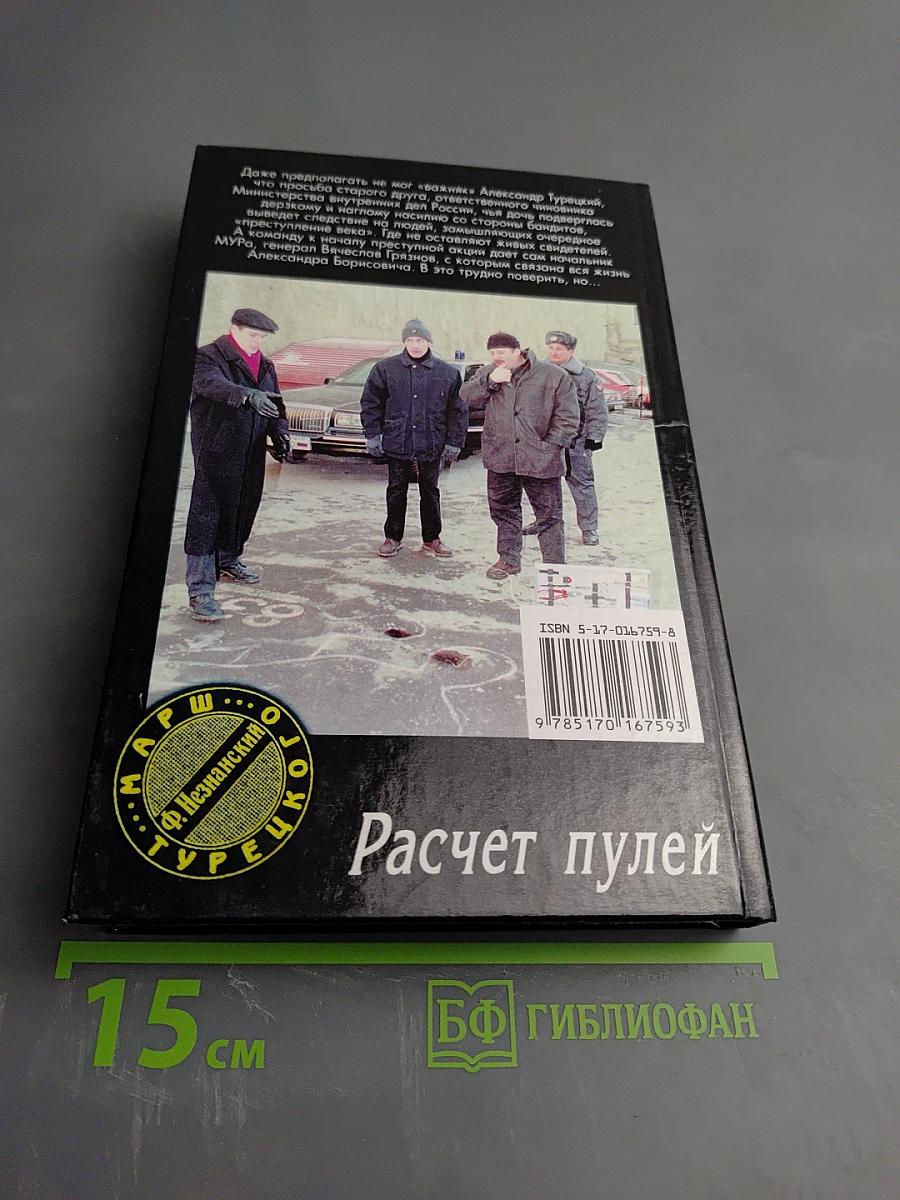 Даже предполагать не мог «важняк» Александр Турецкий,
что просьба старого друга, ответственного чиновника
Министерства внутренних дел России, чья дочь подверглась
дерзкому и наглому насилию со стороны бандитов,
выведет следствие на людей, замышляющих очередное
«преступление века». Где не оставляют живых свидетелей.
А команду к началу преступной акции дает сам начальник
МУРа, генерал Вячеслав Грязнов, с которым связана вся жизнь
Александра Борисовича. В это трудно поверить, но...
63
ISBN 5-17-016759-8
9 785170 167593
МАРШ ... ТУРЕЦКОГО ...
Ф.Незнанский
Расчет пулей
15 см
БФ ГИБЛИОФАН